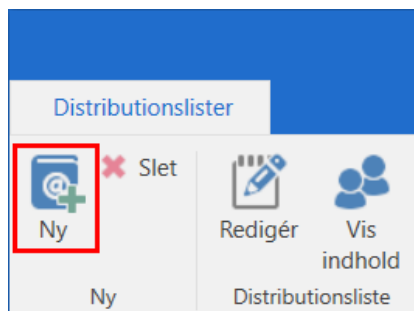 Distributionslister
Slet
Ny
Redigér
Vis
indhold
Ny
Distributionsliste